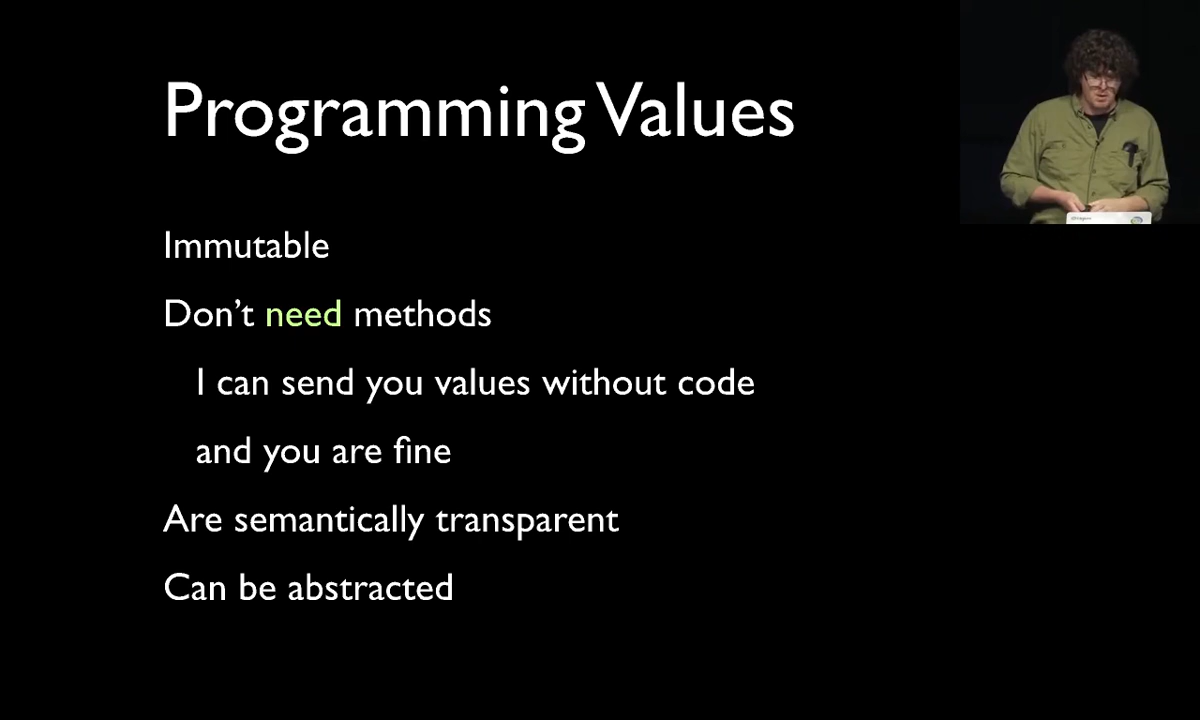 Programming Values
Immutable
Don't need methods
I can send you values without code
and you are fine
Are semantically transparent
Can be abstracted